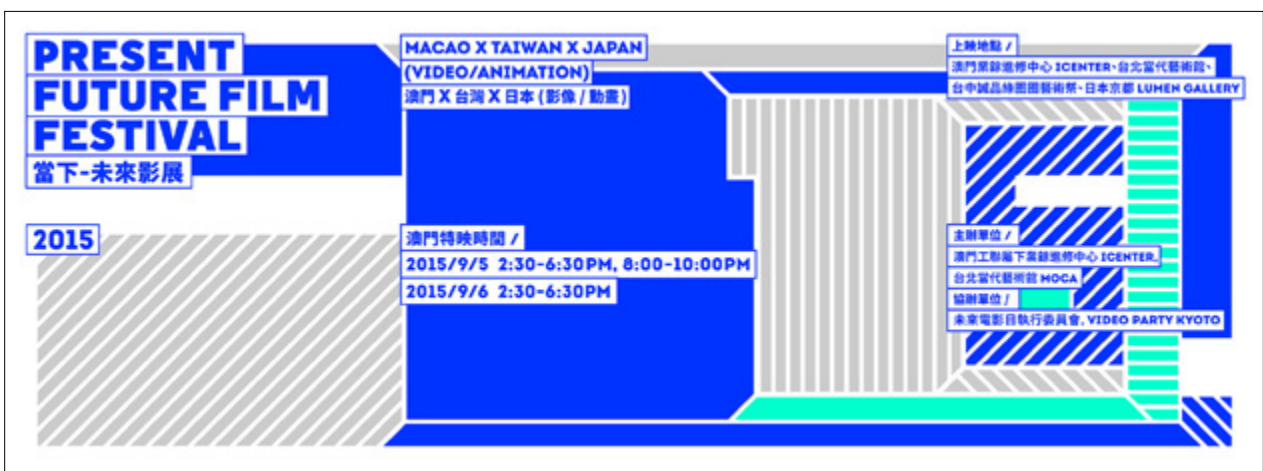 PRESENT
FUTURE FILM
FESTIVAL
當下-未來影展
2015
MACAO X TAIWAN X JAPAN
(VIDEO/ANIMATION)
澳門 X 台灣 X 日本 (影像 / 動畫)
澳門特映時間 /
2015/9/5 2:30-6:30PM, 8:00-10:00PM
2015/9/6 2:30-6:30PM
上映地點 /
澳門業餘進修中心 ICENTER、台北當代藝術館、
台中誠品綠園園藝術祭、日本京都 LUMEN GALLERY
主辦單位 /
澳門工聯屬下業餘進修中心 ICENTER,
台北當代藝術館 MOCA
協辦單位 /
未來電影日執行委員會, VIDEO PARTY KYOTO